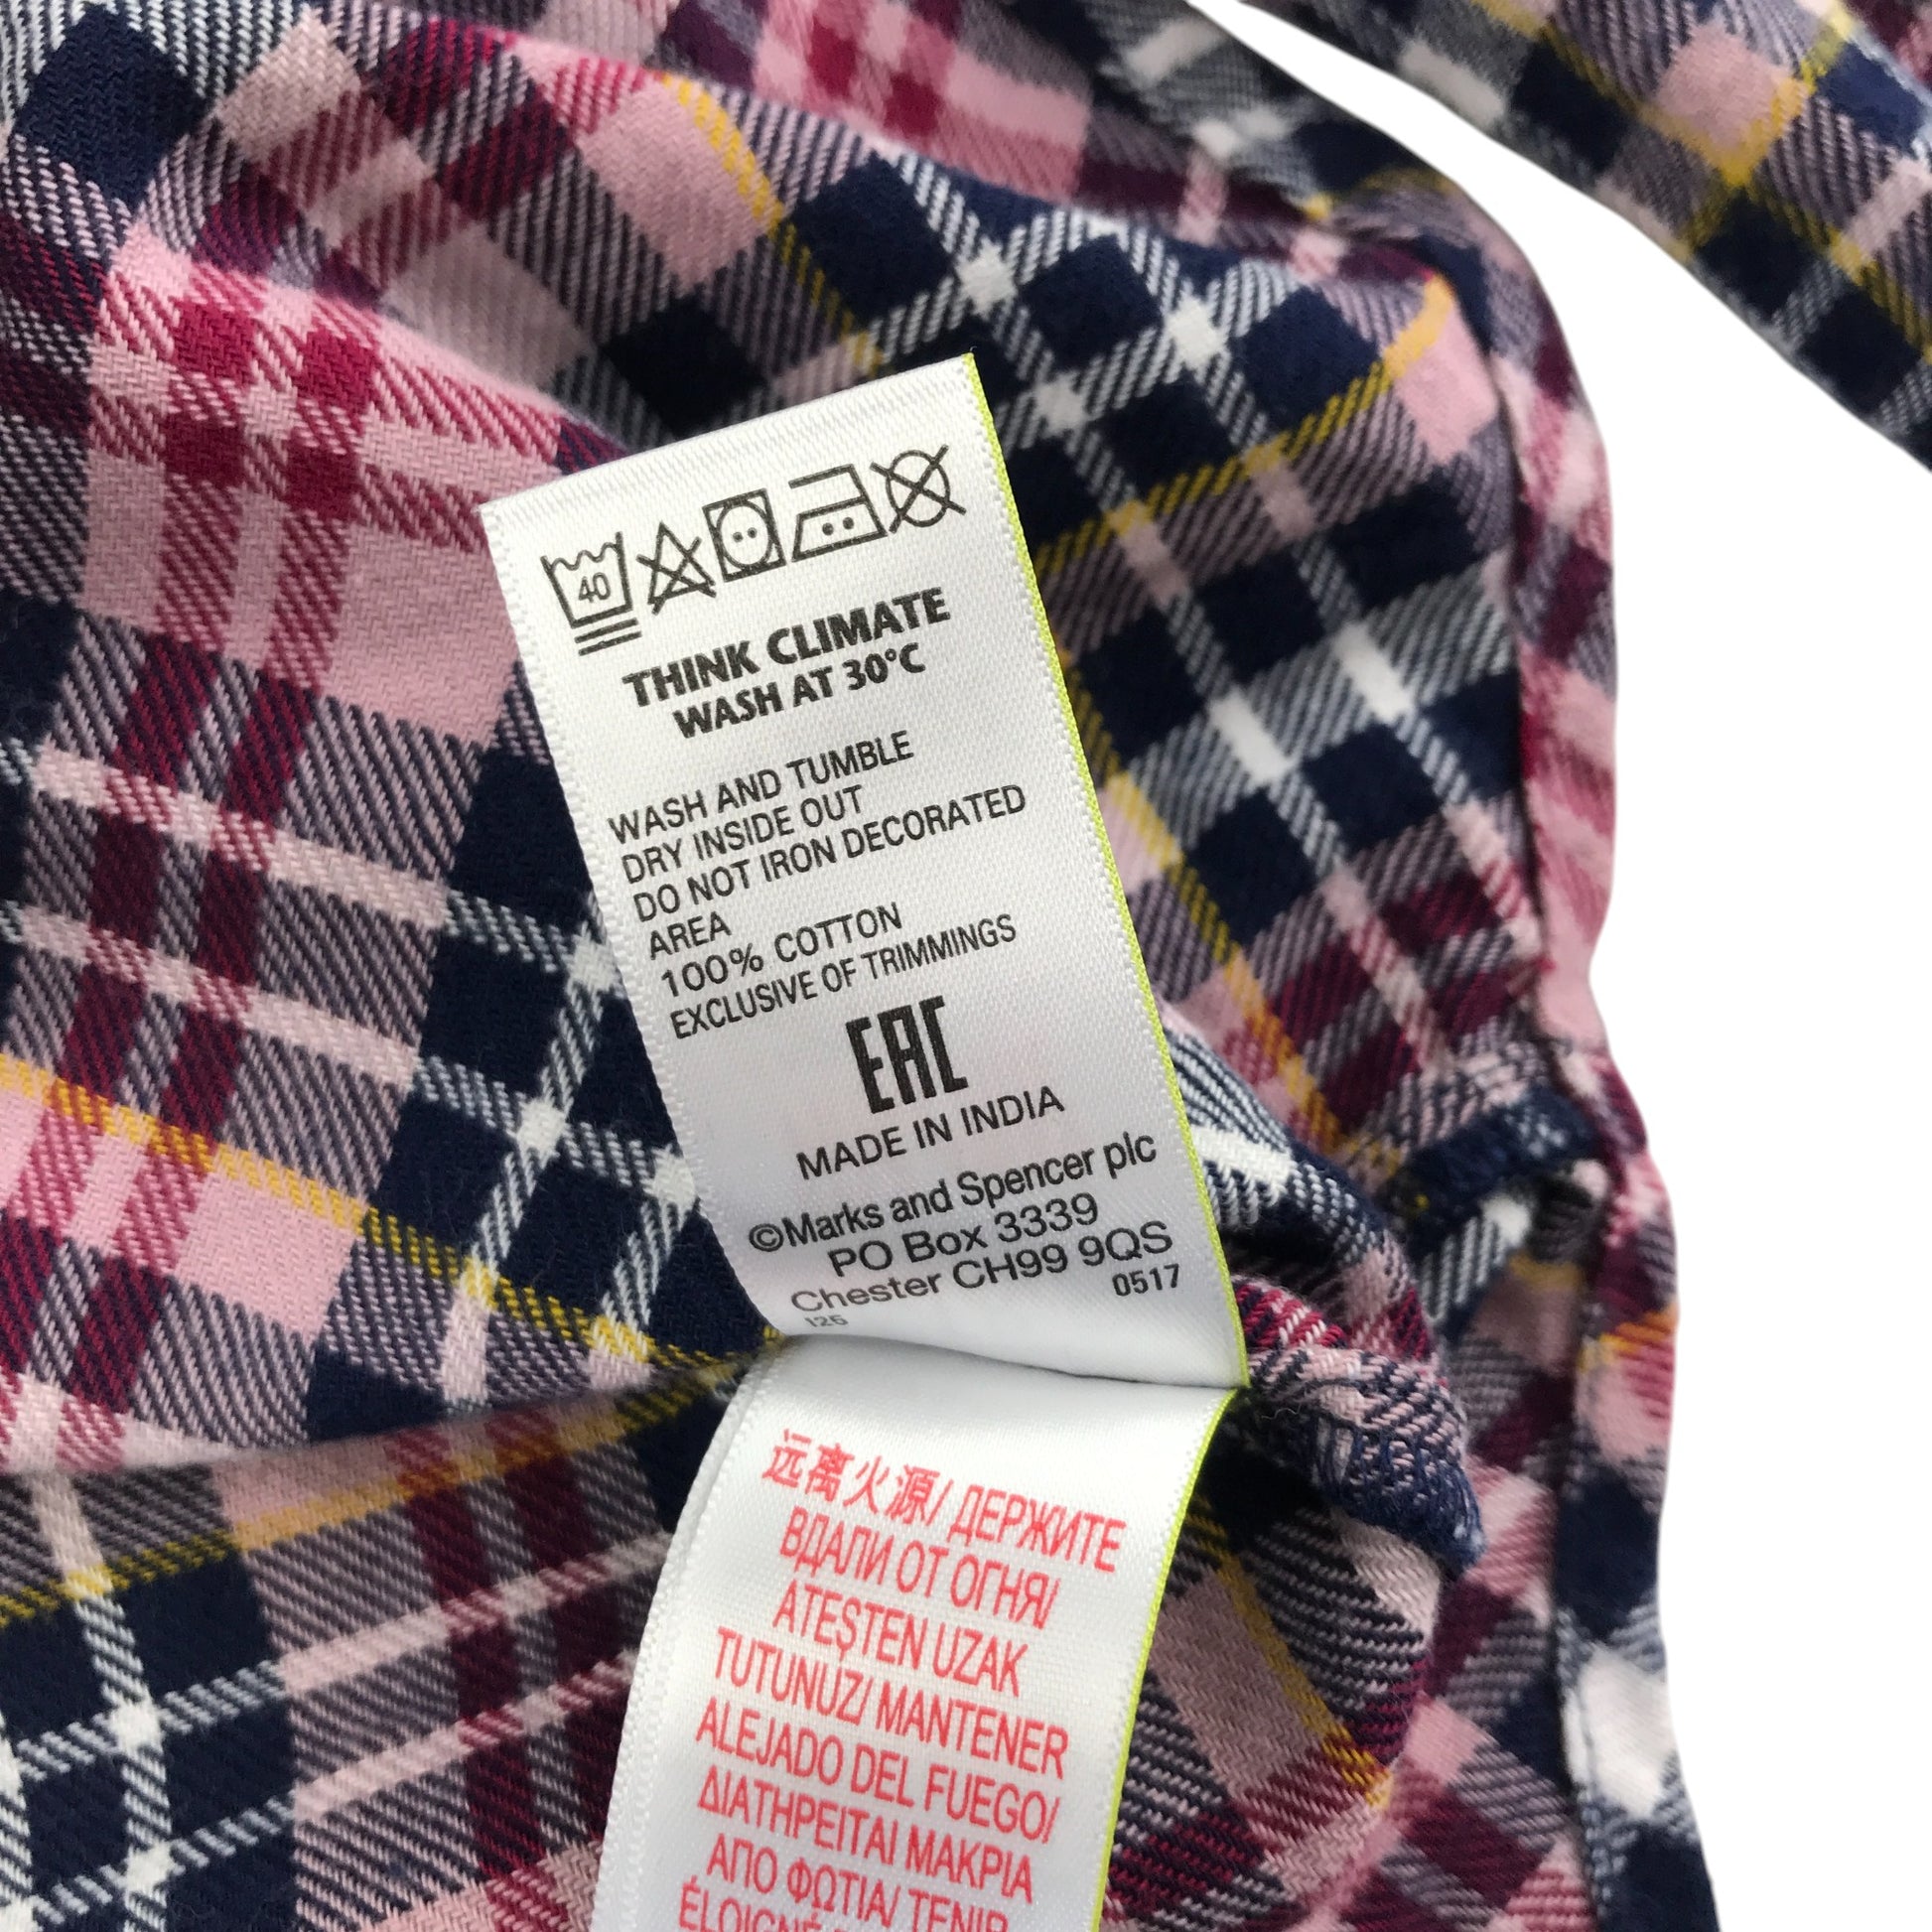 40
THINK CLIMATE
WASH AT 30°C
WASH AND TUMBLE
DRY INSIDE OUT
DO NOT IRON DECORATED
AREA
100% COTTON
EXCLUSIVE OF TRIMMINGS
EAC
MADE IN INDIA
©Marks and Spencer plc
PO Box 3339
Chester CH99 9QS
0517
远离火源/ ДЕРЖИТЕ
ВДАЛИ ОТ ОГНЯ/
ATEŞTEN UZAK
TUTUNUZ/ MANTENER
ALEJADO DEL FUEGO/
ΔΙΑΤΗΡΕΙΤΑΙ ΜΑΚΡΙΑ
ΑΠΟ ΦΩΤΙΑ/ TENIR